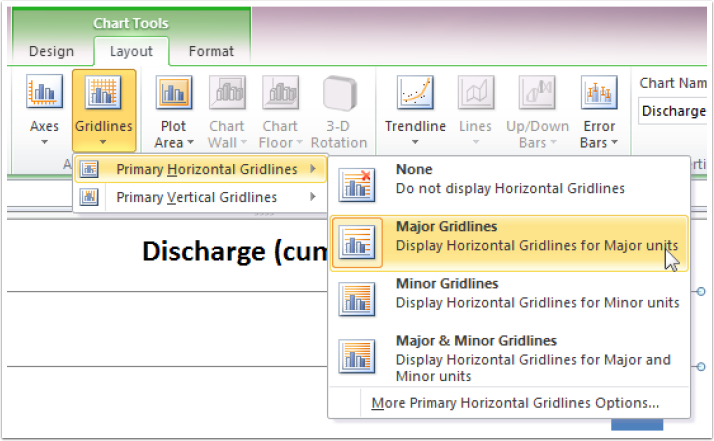 Chart Tools
Design Layout Format
Axes Gridlines Plot Area Chart Wall Chart Floor 3-D Rotation Trendline Lines Up/Down Bars Error Bars
Chart Nam
Discharge
Primary Horizontal Gridlines
Primary Vertical Gridlines
None
Do not display Horizontal Gridlines
Major Gridlines
Display Horizontal Gridlines for Major units
Minor Gridlines
Display Horizontal Gridlines for Minor units
Major & Minor Gridlines
Display Horizontal Gridlines for Major and
Minor units
More Primary Horizontal Gridlines Options...
Discharge (cum